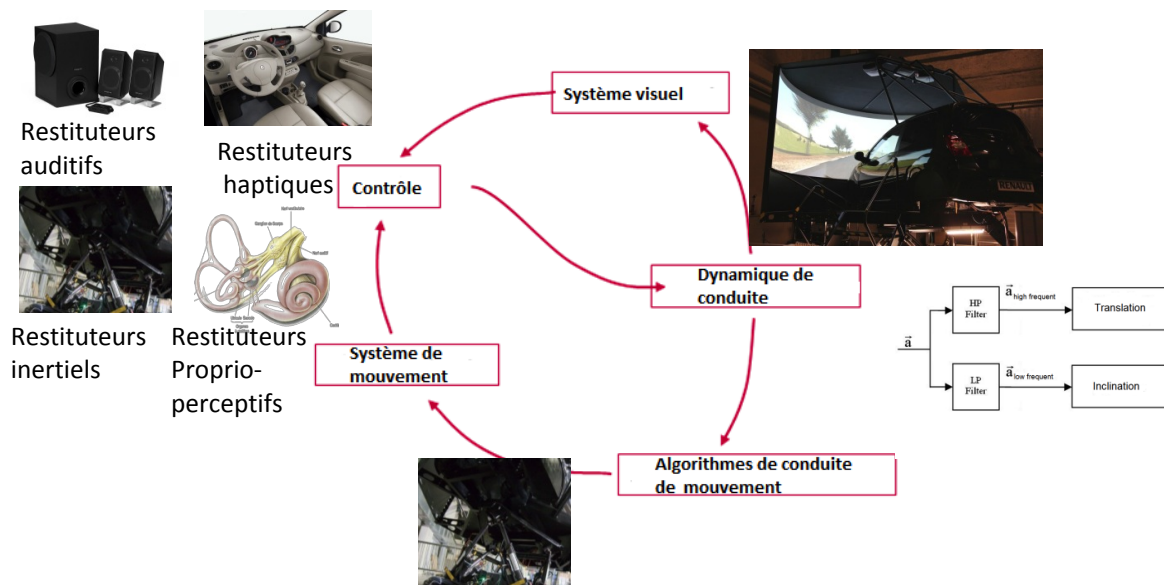 Restituteurs
auditifs
Restituteurs
haptiques
Système visuel
Contrôle
RENAULT
Dynamique de
conduite
Restituteurs
inertiels
Restituteurs
Proprio-
perceptifs
Système de
mouvement
Algorithmes de conduite
de mouvement
a
HP
Filter
a high frequent
Translation
LP
Filter
a low frequent
Inclination